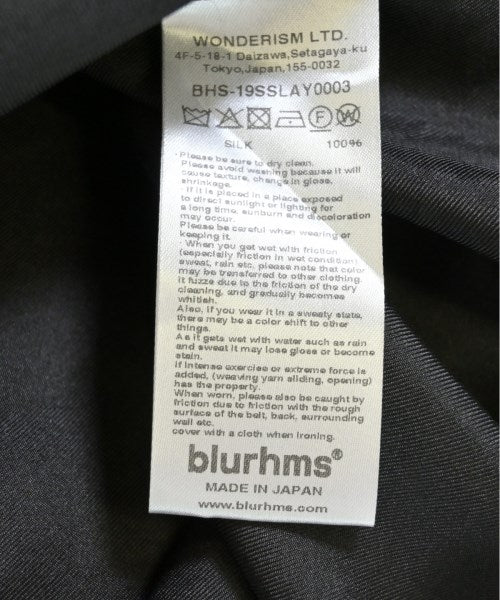 WONDERISM LTD.
4F-5-18-1 Daizawa,Setagaya-ku
Tokyo,Japan,155-0032
BHS-19SSLAY0003
SILK 100%
・Please be sure to dry clean.
Please avoid washing because it will
cause texture, change in gloss,
shrinkage.
・If it is placed in a place exposed
to direct sunlight or lighting for
a long time, sunburn and discoloration
may occur.
Please be careful when wearing or
keeping it.
・When you get wet with friction
(especially friction in wet condition)
sweat, rain etc, please note that color
may be transferred to other clothing.
it fuzze due to the friction of the dry
cleaning, and gradually becomes
whitish.
Also, if you wear it in a sweaty state,
there may be a color shift to other
things.
As it gets wet with water such as rain
and sweat it may lose gloss or become
stain.
If intense exercise or extreme force is
added, (weaving yarn sliding, opening)
has the property.
When worn, please also be caught by
friction due to friction with the rough
surface of the belt, back, surrounding
wall etc.
cover with a cloth when ironing.
blurhms®
MADE IN JAPAN
www.blurhms.com